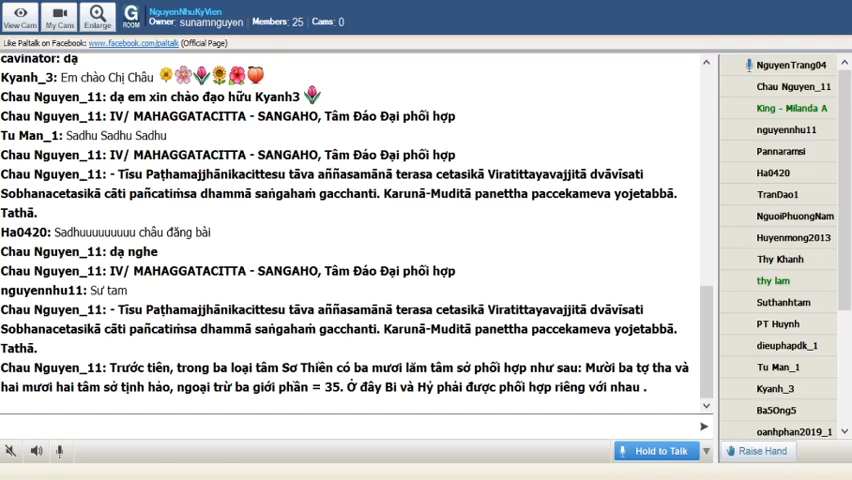 View Cam
My Cam
Enlarge
G
ROOM
NguyenNhuKyVien
Owner: sunamnguyen Members: 25 Cams: 0
Like Paltalk on Facebook: www.facebook.com/paltalk (Official Page)
cavinator: dạ
Kyanh_3: Em chào Chị Châu
Chau Nguyen_11: dạ em xin chào đạo hữu Kyanh3
Chau Nguyen_11: IV/ MAHAGGATACITTA - SANGAHO, Tâm Đáo Đại phối hợp
Tu Man_1: Sadhu Sadhu Sadhu
Chau Nguyen_11: IV/ MAHAGGATACITTA - SANGAHO, Tâm Đáo Đại phối hợp
Chau Nguyen_11: - Tīsu Paṭhamajjhānikacittesu tāva aññasamānā terasa cetasikā Viratittayavajjitā dvāvīsati
Sobhanacetasikā cāti pañcatiṁsa dhammā saṅgahaṁ gacchanti. Karunā-Muditā panettha paccekameva yojetabbā.
Tathā.
Ha0420: Sadhuuuuuuuuu châu đăng bài
Chau Nguyen_11: dạ nghe
Chau Nguyen_11: IV/ MAHAGGATACITTA - SANGAHO, Tâm Đáo Đại phối hợp
nguyennhu11: Sư tam
Chau Nguyen_11: - Tīsu Paṭhamajjhānikacittesu tāva aññasamānā terasa cetasikā Viratittayavajjitā dvāvīsati
Sobhanacetasikā cāti pañcatiṁsa dhammā saṅgahaṁ gacchanti. Karunā-Muditā panettha paccekameva yojetabbā.
Tathā.
Chau Nguyen_11: Trước tiên, trong ba loại tâm Sơ Thiền có ba mươi lăm tâm sở phối hợp như sau: Mười ba tợ tha và
hai mươi hai tâm sở tịnh hảo, ngoại trừ ba giới phần = 35. Ở đây Bi và Hỷ phải được phối hợp riêng với nhau .
NguyenTrang04
Chau Nguyen_11
King - Milanda A
nguyennhu11
Pannaramsi
Ha0420
TranDao1
NguoiPhuongNam
Huyenmong2013
Thy Khanh
thy lam
Suthanhtam
PT Huynh
dieuphapdk_1
Tu Man_1
Kyanh_3
Ba5Ong5
oanhphan2019_1
Hold to Talk
Raise Hand